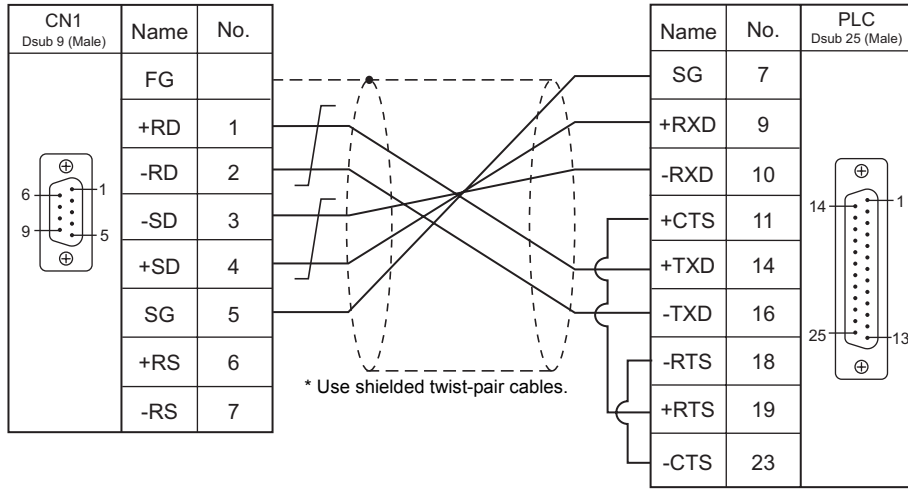 CN1
Dsub 9 (Male)
Name No.
FG
+RD 1
-RD 2
-SD 3
+SD 4
SG 5
+RS 6
-RS 7
6
1
9
5
* Use shielded twist-pair cables.
Name No.
PLC
Dsub 25 (Male)
SG 7
+RXD 9
-RXD 10
+CTS 11
+TXD 14
-TXD 16
-RTS 18
+RTS 19
-CTS 23
14
1
25
13